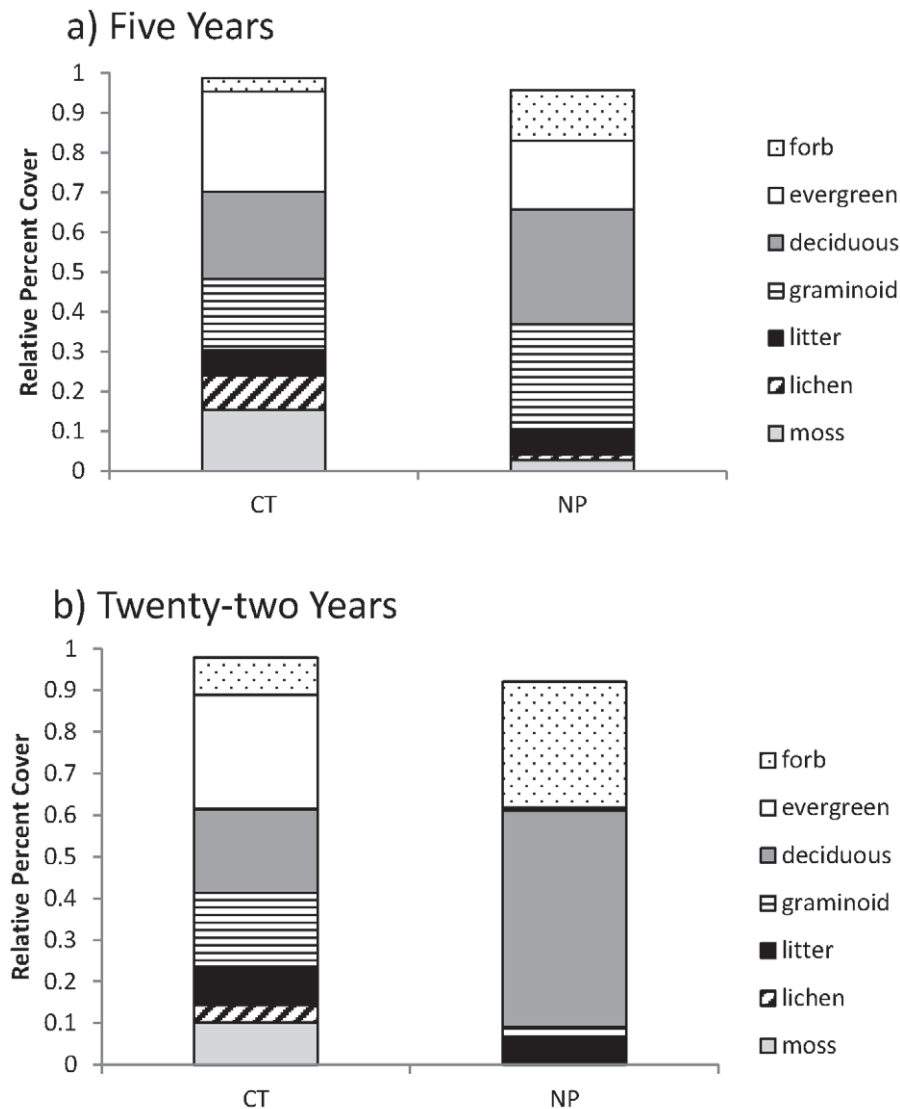 a) Five Years
Relative Percent Cover
1
0.9
0.8
0.7
0.6
0.5
0.4
0.3
0.2
0.1
0
CT NP
forb
evergreen
deciduous
graminoid
litter
lichen
moss
b) Twenty-two Years
Relative Percent Cover
1
0.9
0.8
0.7
0.6
0.5
0.4
0.3
0.2
0.1
0
CT NP
forb
evergreen
deciduous
graminoid
litter
lichen
moss